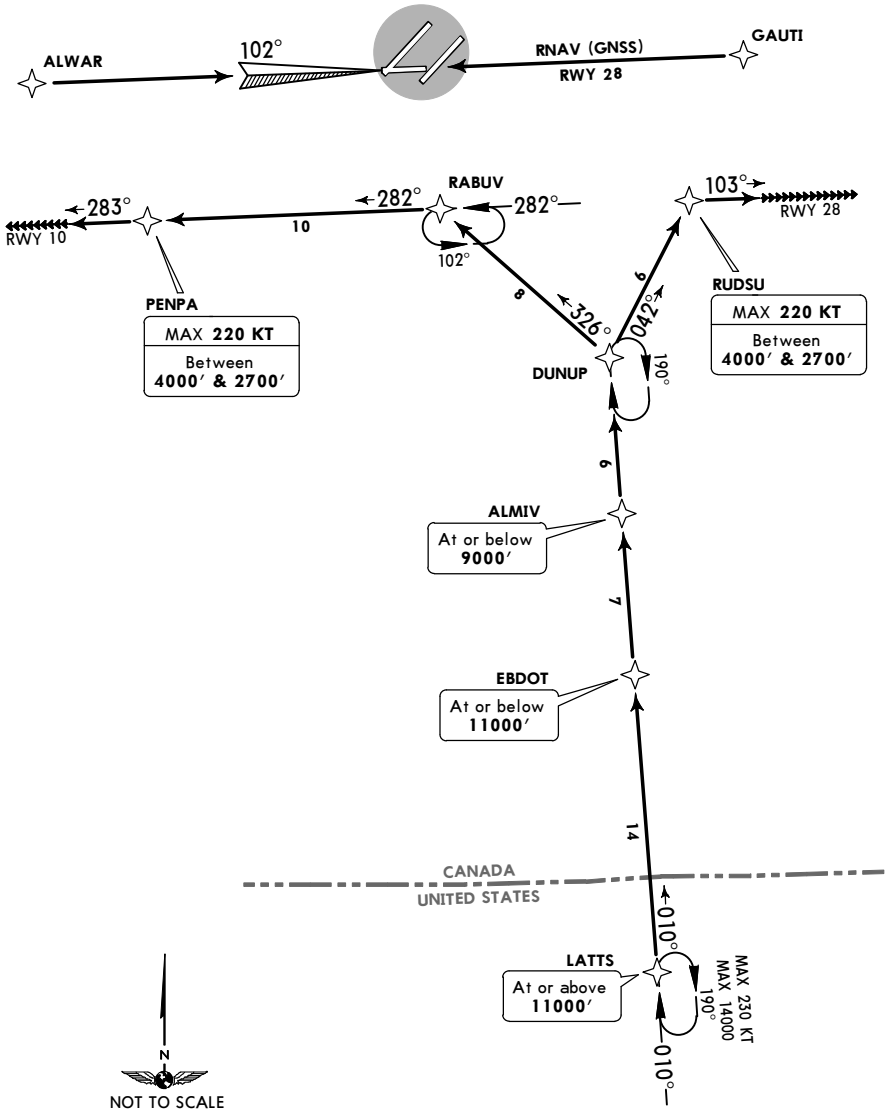 ALWAR
102°
RNAV (GNSS)
RWY 28
GAUTI
283°
RWY 10
10
282°
RABUV
282°
102°
103°
RWY 28
PENPA
MAX 220 KT
Between
4000′ & 2700′
8
326°
6
042°
RUDSU
MAX 220 KT
Between
4000′ & 2700′
DUNUP
190°
6
ALMIV
At or below
9000′
7
EBDOT
At or below
11000′
14
CANADA
UNITED STATES
010°
LATTS
At or above
11000′
MAX 230 KT
MAX 14000
190°
010°
N
NOT TO SCALE